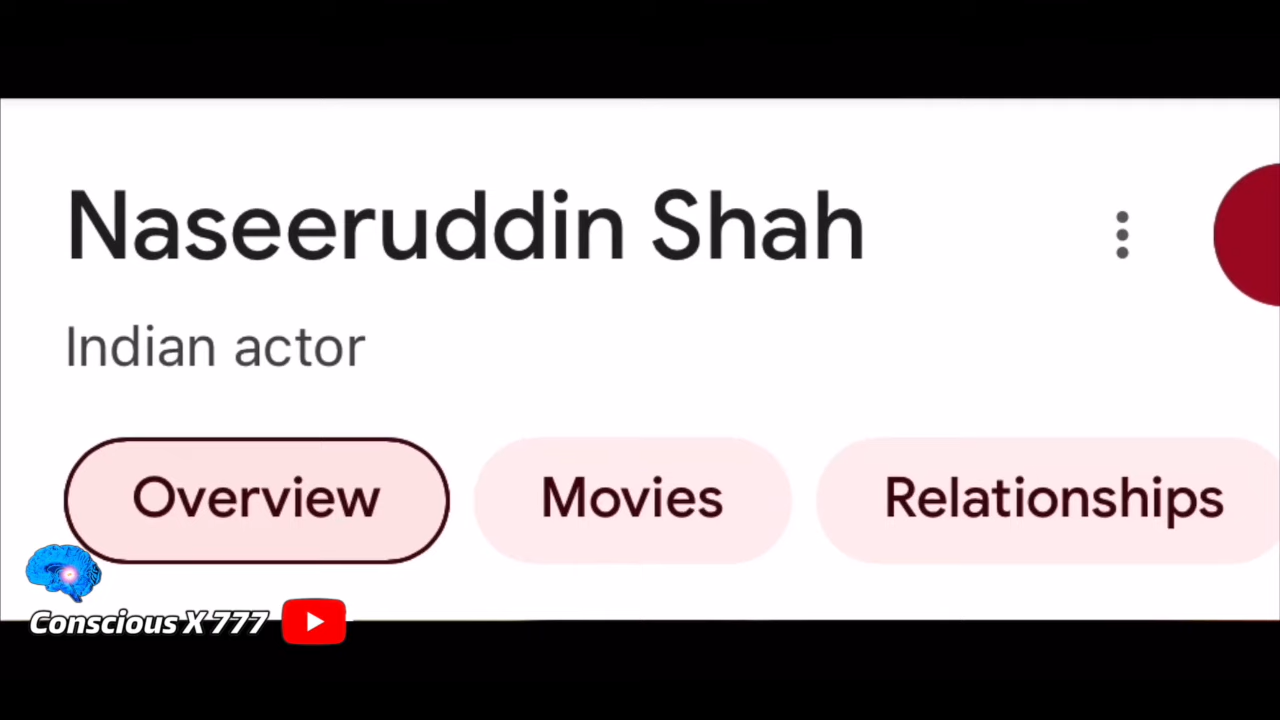 Naseeruddin Shah
Indian actor
Overview Movies Relationships
Conscious X 777